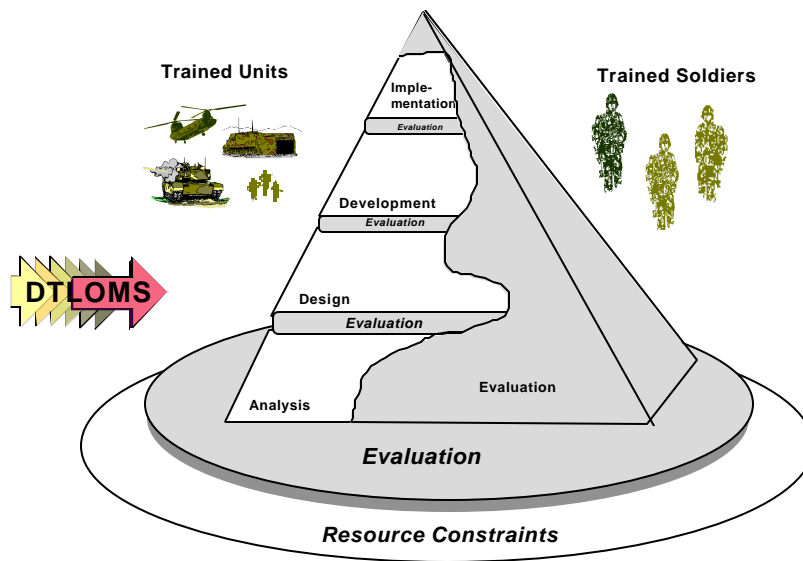 Trained Units
Trained Soldiers
Imple-
mentation
Evaluation
Development
Evaluation
DTLOMS
Design
Evaluation
Evaluation
Analysis
Evaluation
Resource Constraints